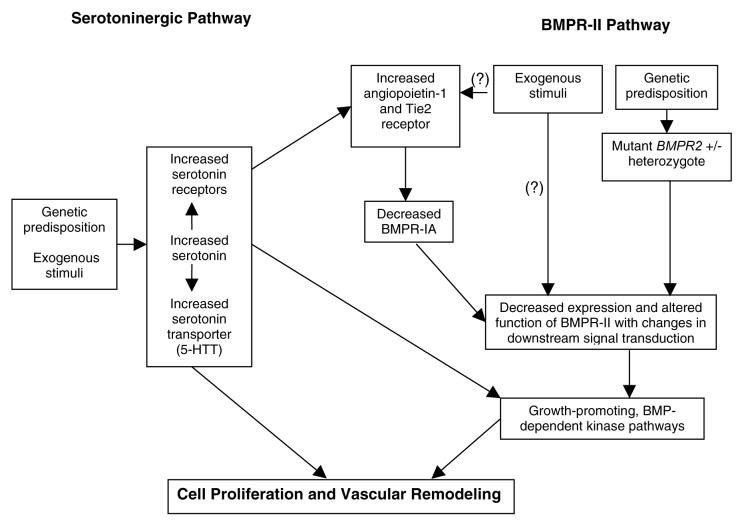 Serotoninergic Pathway
BMPR-II Pathway
Increased
angiopoietin-1
and Tie2
receptor
(?)
Exogenous
stimuli
Genetic
predisposition
Mutant BMPR2 +/-
heterozygote
Increased
serotonin
receptors
(?)
Genetic
predisposition
Exogenous
stimuli
Increased
serotonin
Decreased
BMPR-IA
Increased
serotonin
transporter
(5-HTT)
Decreased expression and altered
function of BMPR-II with changes in
downstream signal transduction
Growth-promoting, BMP-
dependent kinase pathways
Cell Proliferation and Vascular Remodeling